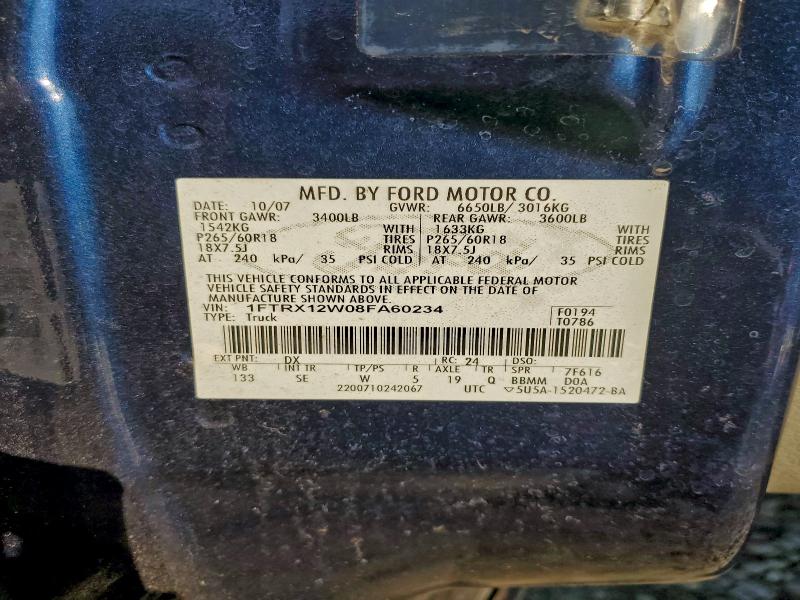 MFD. BY FORD MOTOR CO.
DATE: 10/07 GVWR: 6650LB/ 3016KG
FRONT GAWR: 3400LB REAR GAWR: 3600LB
1542KG WITH 1633KG WITH
P265/60R18 TIRES P265/60R18 TIRES
18X7.5J RIMS 18X7.5J RIMS
AT 240 kPa/ 35 PSI COLD AT 240 kPa/ 35 PSI COLD
THIS VEHICLE CONFORMS TO ALL APPLICABLE FEDERAL MOTOR
VEHICLE SAFETY STANDARDS IN EFFECT ON THE DATE OF
MANUFACTURE SHOWN ABOVE.
VIN: 1FTRX12W08FA60234 F0194
TYPE: Truck T0786
EXT PNT: DX RC: 24 DSO:
WB INT TR TP/PS R AXLE TR SPR 7F616
133 SE W 5 19 Q BBMM D0A
2200710242067 UTC ▽5U5A-1520472-BA